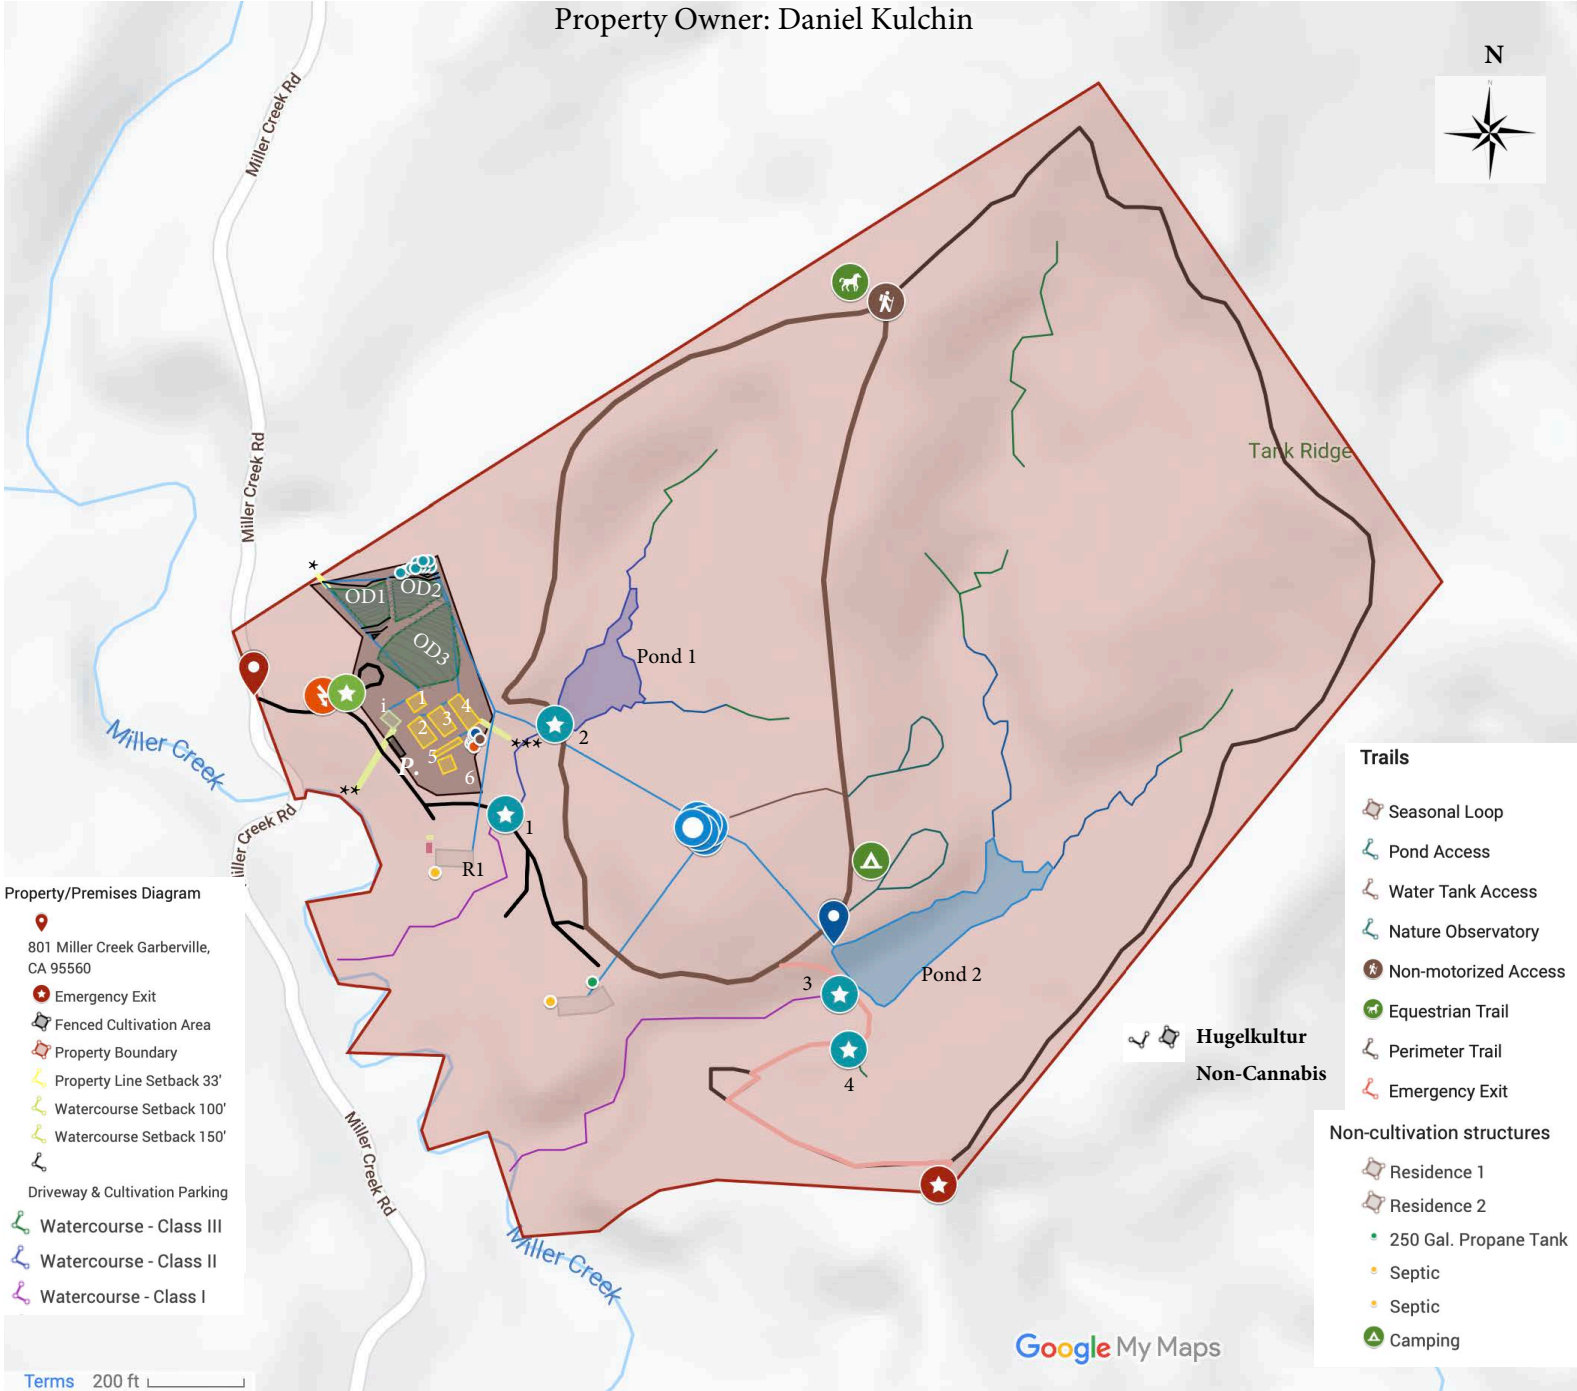 Property Owner: Daniel Kulchin
N
N
Miller Creek Rd
Miller Creek Rd
Tank Ridge
*
OD1
OD2
OD3
Pond 1
i
1
2
3
4
5
6
P.
***
**
2
1
R1
Miller Creek
Miller Creek Rd
3
Pond 2
4
Miller Creek Rd
Miller Creek
Property/Premises Diagram
801 Miller Creek Garberville,
CA 95560
Emergency Exit
Fenced Cultivation Area
Property Boundary
Property Line Setback 33'
Watercourse Setback 100'
Watercourse Setback 150'
Driveway & Cultivation Parking
Watercourse - Class III
Watercourse - Class II
Watercourse - Class I
Hugelkultur
Non-Cannabis
Trails
Seasonal Loop
Pond Access
Water Tank Access
Nature Observatory
Non-motorized Access
Equestrian Trail
Perimeter Trail
Emergency Exit
Non-cultivation structures
Residence 1
Residence 2
250 Gal. Propane Tank
Septic
Septic
Camping
Google My Maps
Terms 200 ft